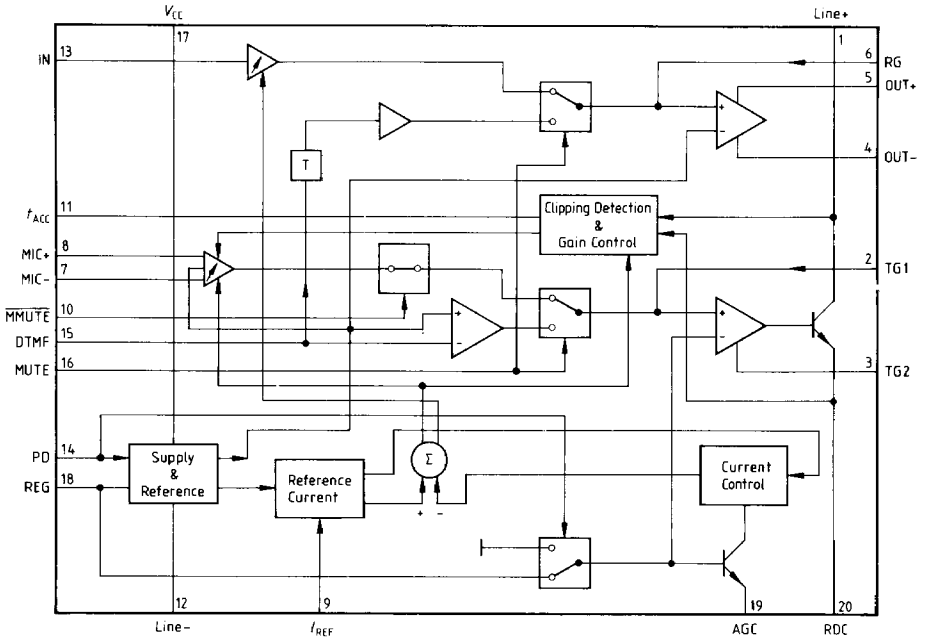 V_CC
Line+
17
1
IN 13
6 RG
5 OUT+
+
−
4 OUT−
T
t_ACC 11
Clipping Detection
&
Gain Control
MIC+ 8
MIC− 7
2 TG1
MMUTE 10
+
+
DTMF 15
−
−
MUTE 16
3 TG2
PD 14
REG 18
Supply
&
Reference
Reference
Current
Σ
Current
Control
+ −
12
9
19
20
Line−
I_REF
AGC
RDC